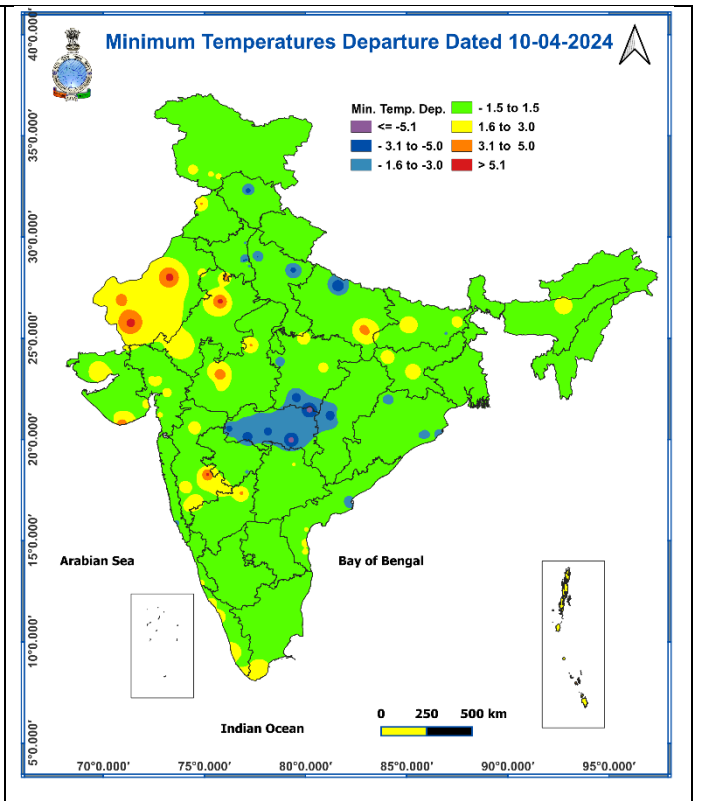 Minimum Temperatures Departure Dated 10-04-2024
Min. Temp. Dep.
<= -5.1
- 3.1 to -5.0
- 1.6 to -3.0
- 1.5 to 1.5
1.6 to 3.0
3.1 to 5.0
> 5.1
40°0.000'
35°0.000'
30°0.000'
25°0.000'
20°0.000'
15°0.000'
10°0.000'
5°0.000'
Arabian Sea
Bay of Bengal
Indian Ocean
0 250 500 km
70°0.000' 75°0.000' 80°0.000' 85°0.000' 90°0.000' 95°0.000'